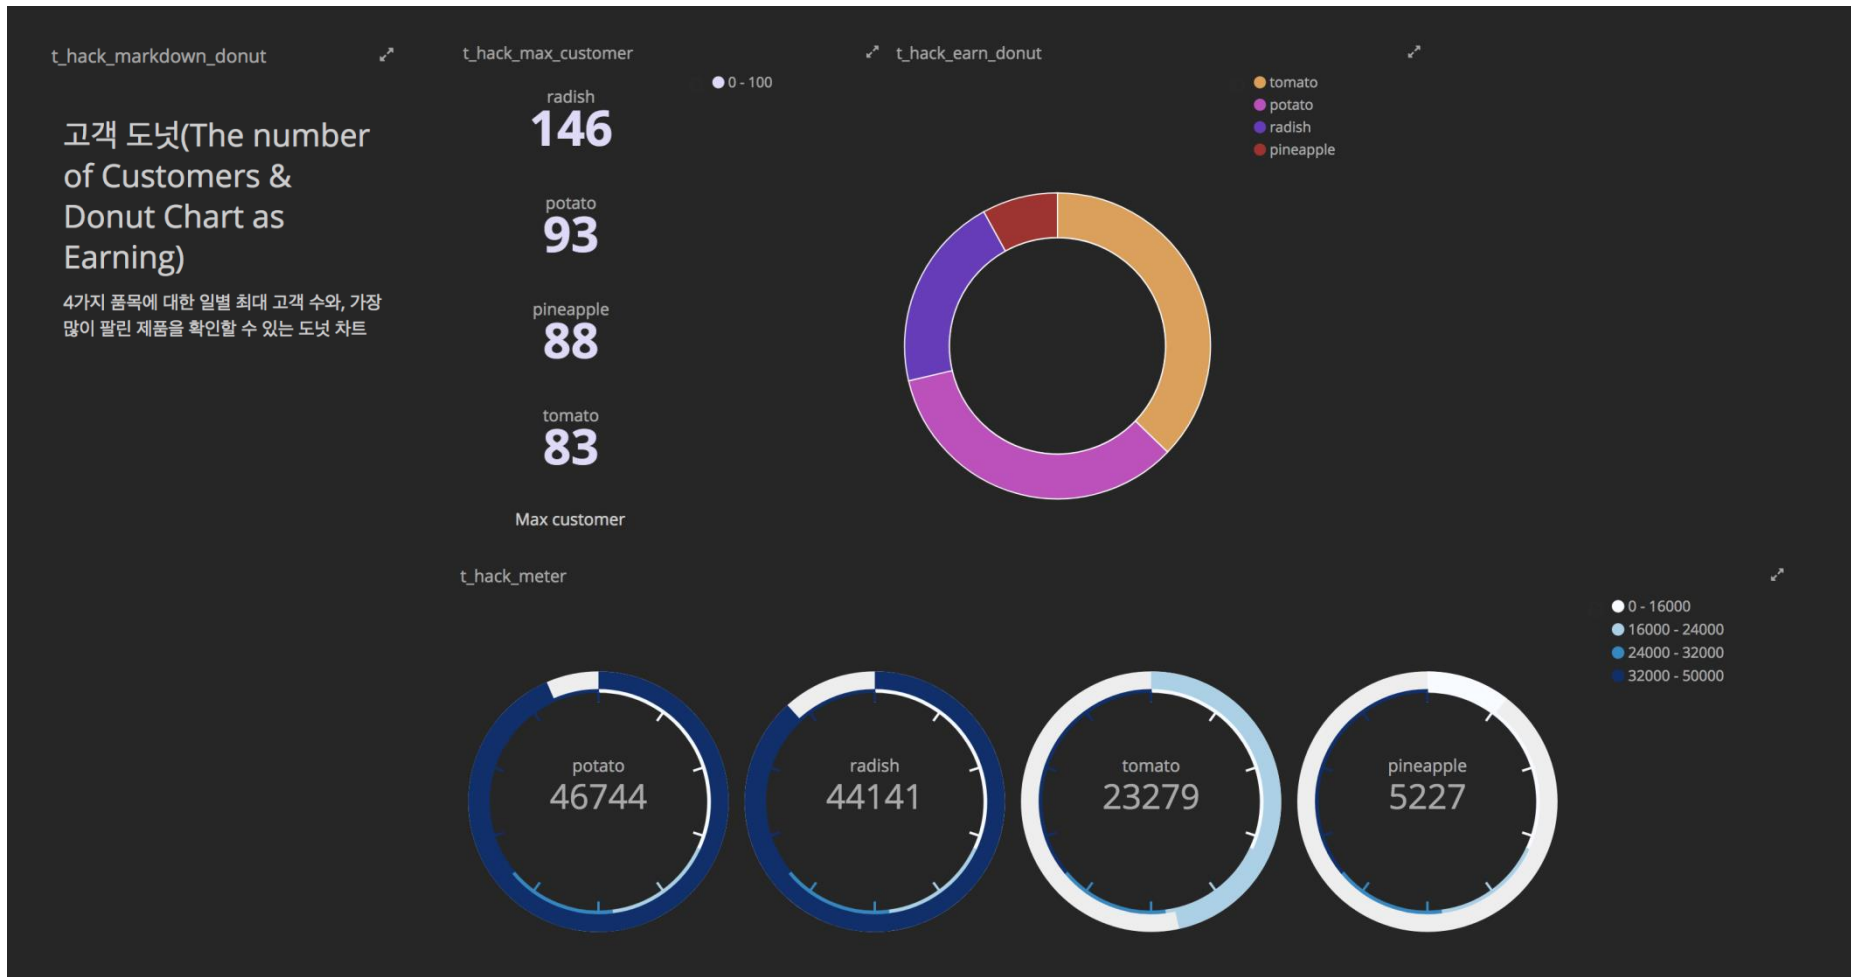 t_hack_markdown_donut
고객 도넛(The number
of Customers &
Donut Chart as
Earning)
4가지 품목에 대한 일별 최대 고객 수와, 가장
많이 팔린 제품을 확인할 수 있는 도넛 차트
t_hack_max_customer
0 - 100
radish
146
potato
93
pineapple
88
tomato
83
Max customer
t_hack_earn_donut
tomato
potato
radish
pineapple
t_hack_meter
0 - 16000
16000 - 24000
24000 - 32000
32000 - 50000
potato
46744
radish
44141
tomato
23279
pineapple
5227